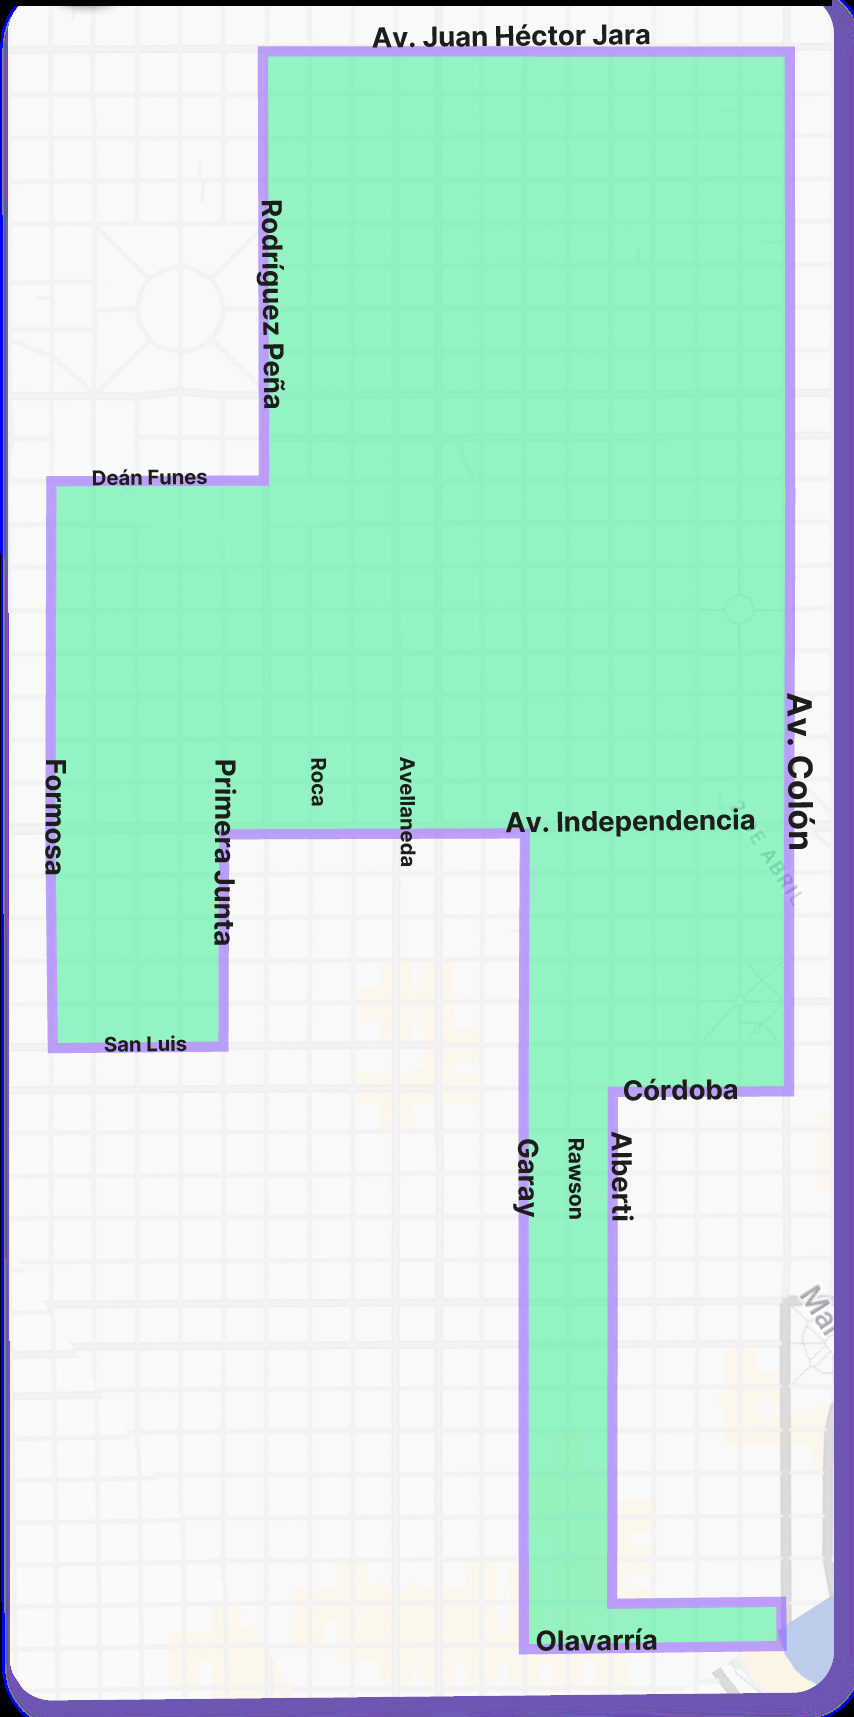 Av. Juan Héctor Jara
Rodríguez Peña
Deán Funes
Av. Colón
Formosa
Primera Junta
Roca
Avellaneda
Av. Independencia
2 DE ABRIL
San Luis
Córdoba
Garay
Rawson
Alberti
Mar
Olavarría